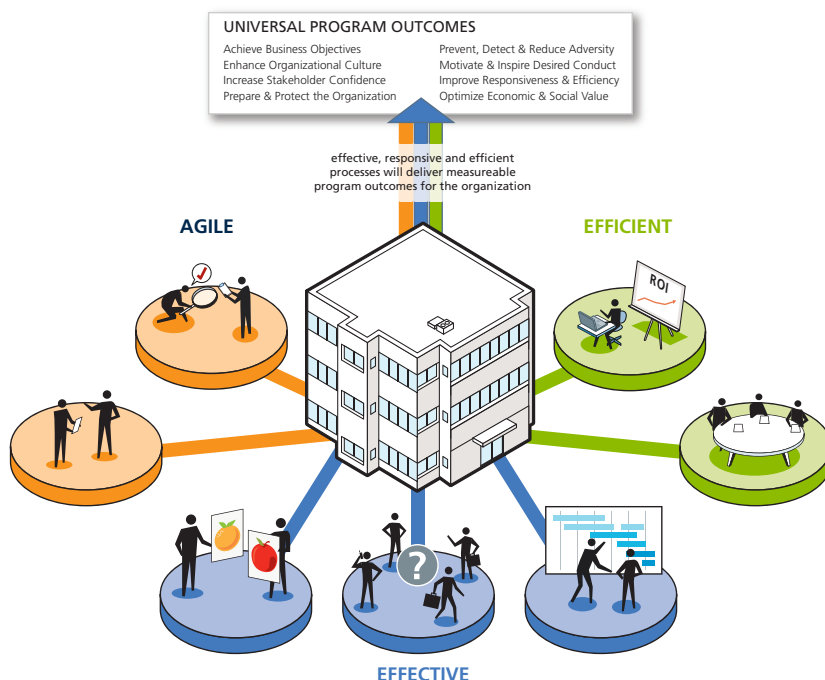 UNIVERSAL PROGRAM OUTCOMES
Achieve Business Objectives
Enhance Organizational Culture
Increase Stakeholder Confidence
Prepare & Protect the Organization
Prevent, Detect & Reduce Adversity
Motivate & Inspire Desired Conduct
Improve Responsiveness & Efficiency
Optimize Economic & Social Value
effective, responsive and efficient
processes will deliver measureable
program outcomes for the organization
AGILE
EFFICIENT
ROI
?
EFFECTIVE